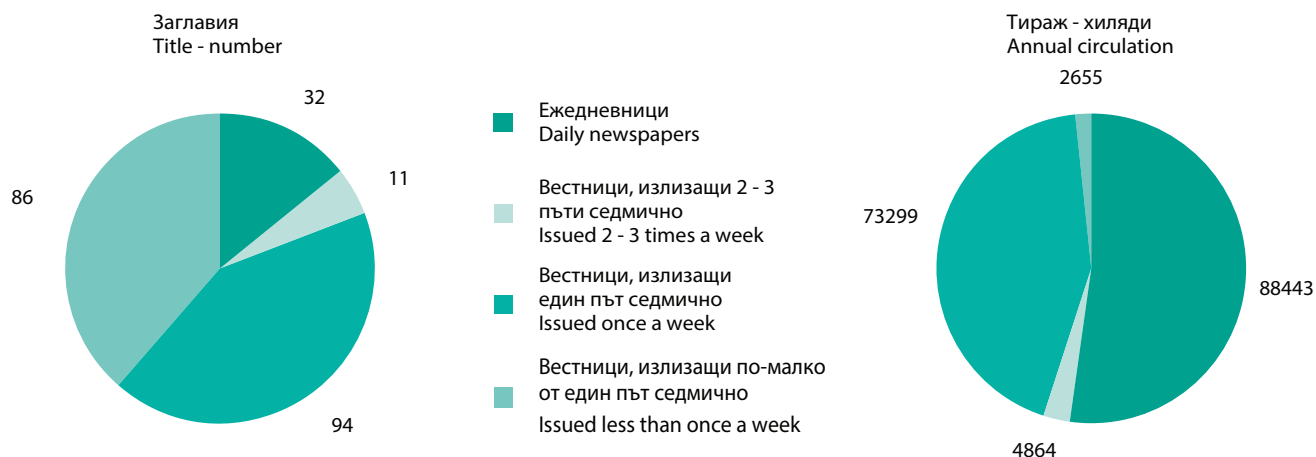 Заглавия
Title - number
32
11
86
94
Ежедневници
Daily newspapers
Вестници, излизащи 2 - 3
пъти седмично
Issued 2 - 3 times a week
Вестници, излизащи
един път седмично
Issued once a week
Вестници, излизащи по-малко
от един път седмично
Issued less than once a week
Тираж - хиляди
Annual circulation
2655
73299
88443
4864